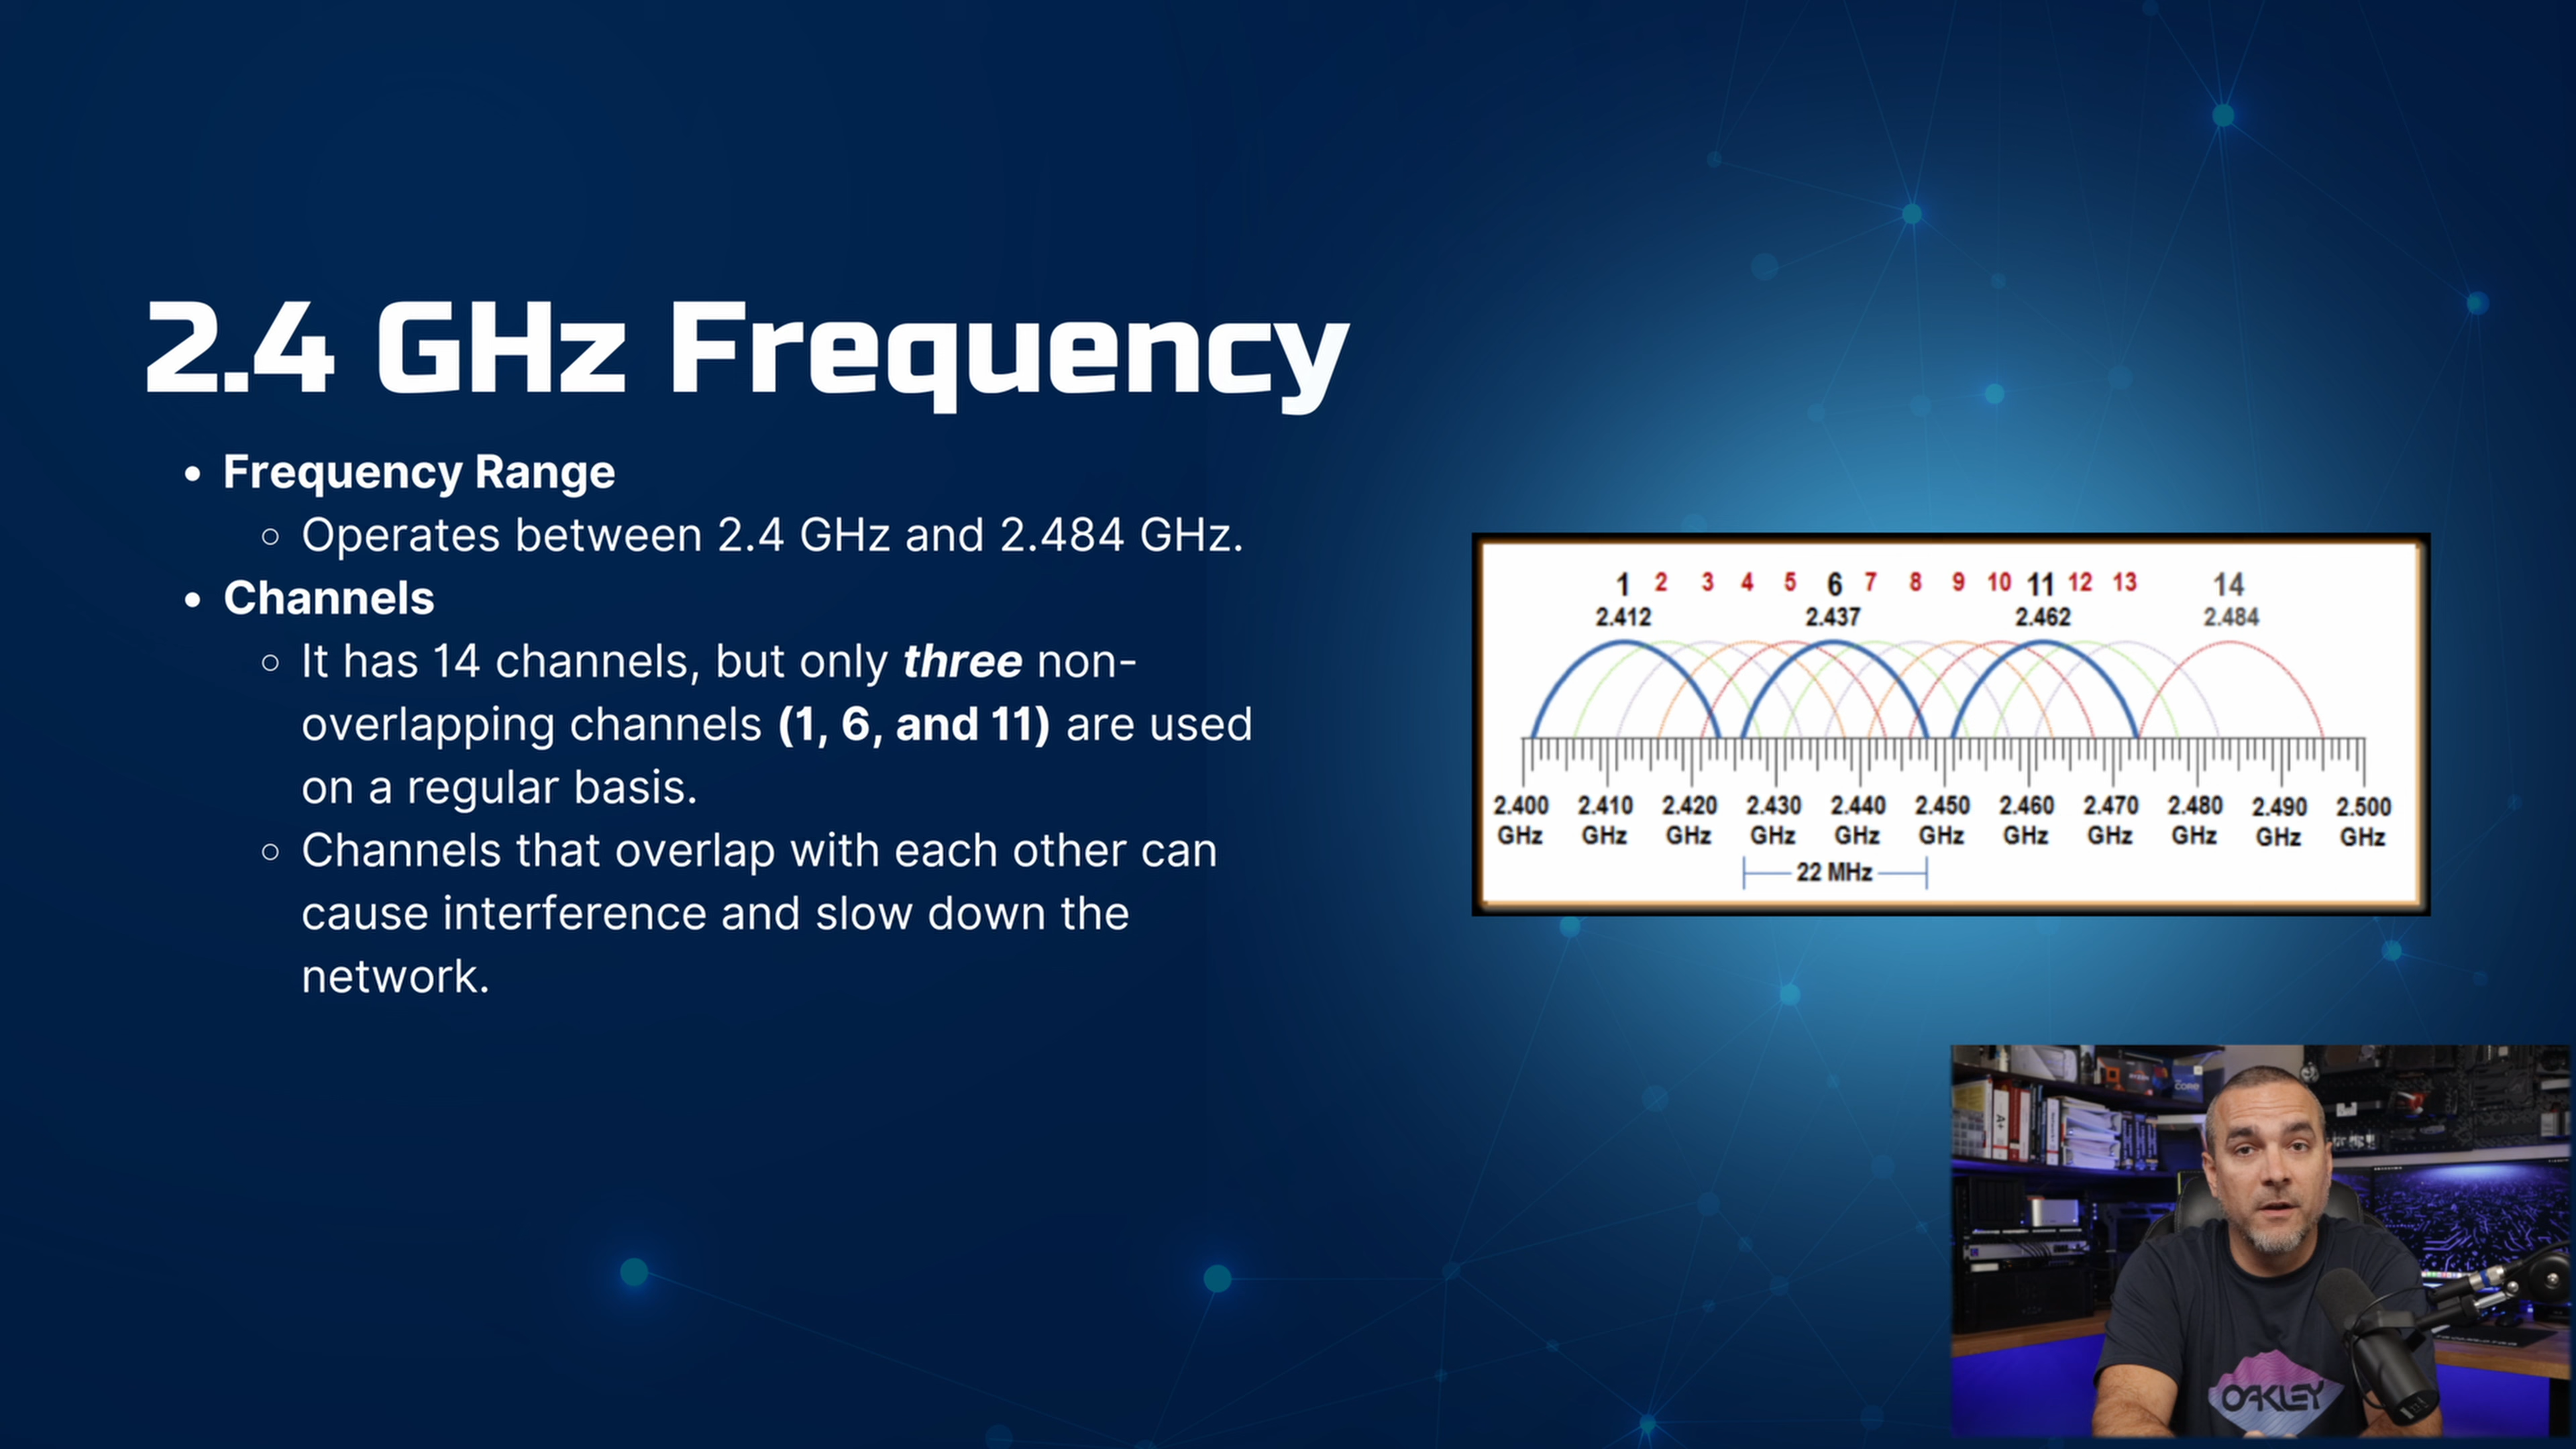 2.4 GHz Frequency
• Frequency Range
○ Operates between 2.4 GHz and 2.484 GHz.
• Channels
○ It has 14 channels, but only three non-
overlapping channels (1, 6, and 11) are used
on a regular basis.
○ Channels that overlap with each other can
cause interference and slow down the
network.
1 2 3 4 5 6 7 8 9 10 11 12 13 14
2.412 2.437 2.462 2.484
2.400 2.410 2.420 2.430 2.440 2.450 2.460 2.470 2.480 2.490 2.500
GHz GHz GHz GHz GHz GHz GHz GHz GHz GHz GHz
22 MHz
CORE
A+
OAKLEY